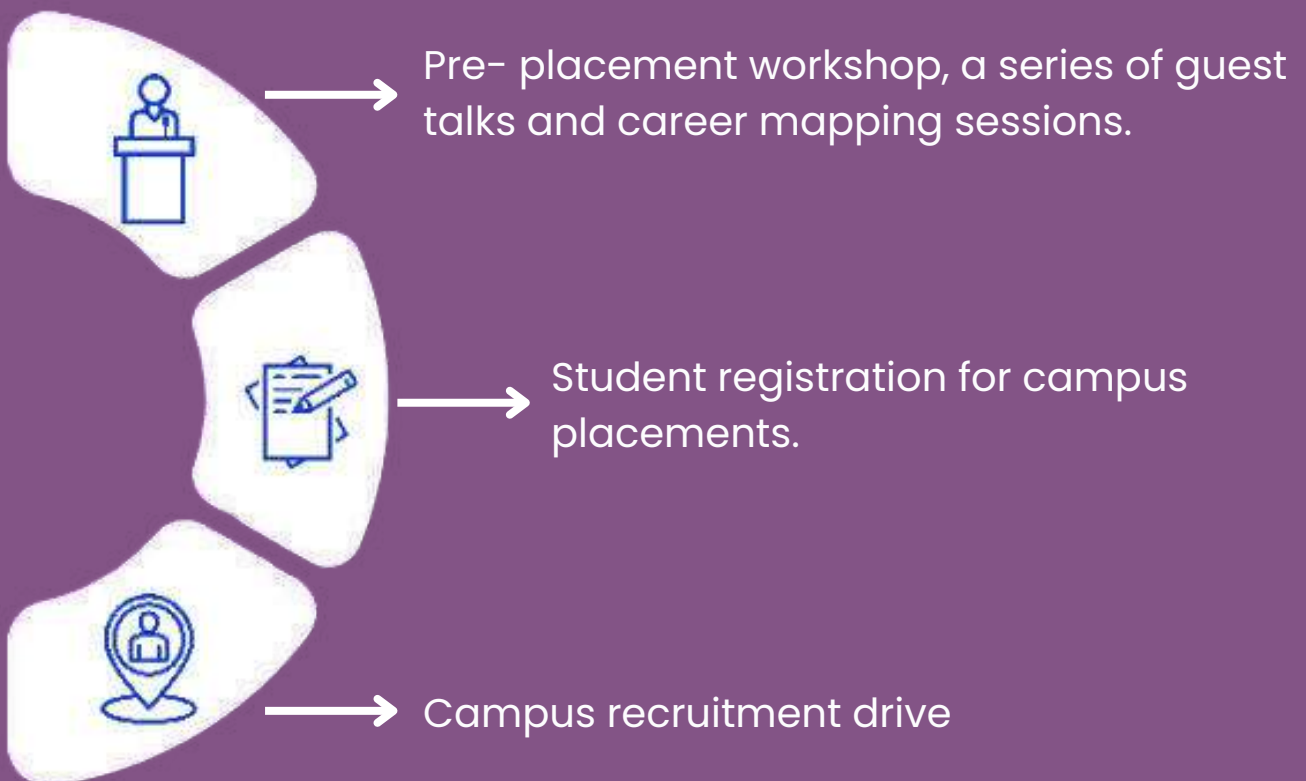 Pre- placement workshop, a series of guest
talks and career mapping sessions.
Student registration for campus
placements.
Campus recruitment drive